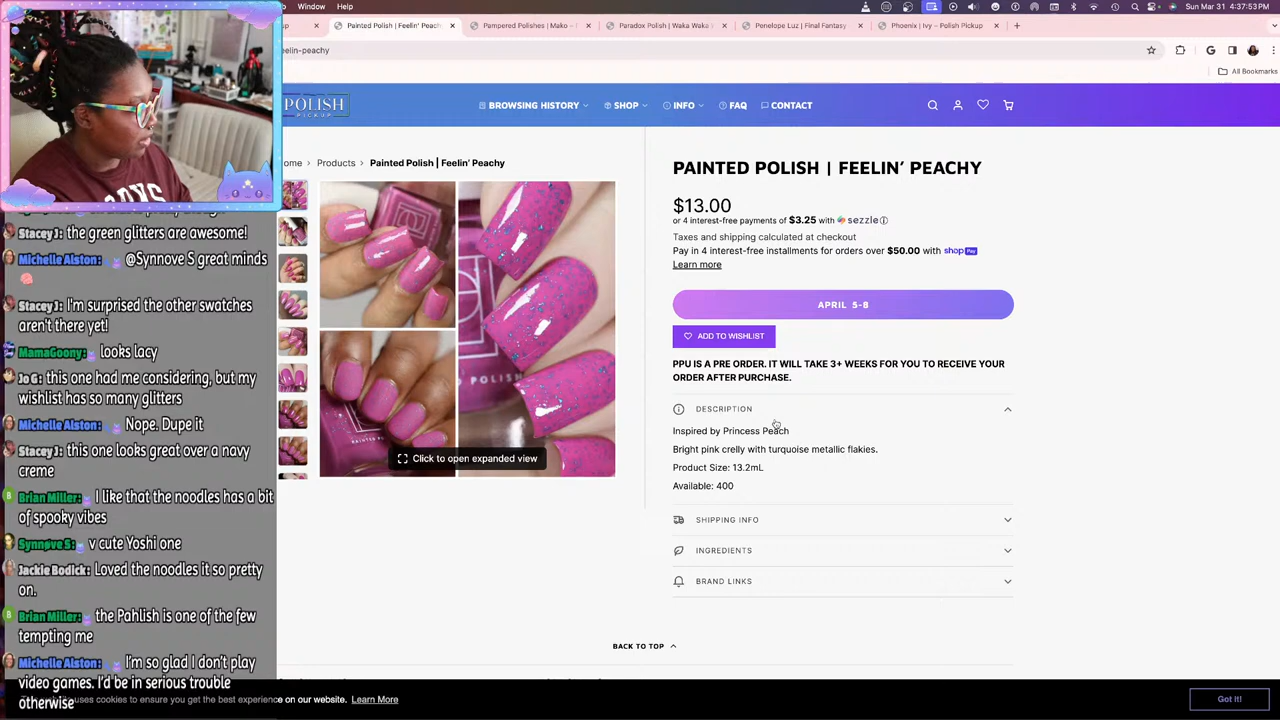 Window Help
Sun Mar 31 4:37:53 PM
Painted Polish | Feelin' Peach
Pampered Polishes | Mako –
Paradox Polish | Waka Waka
Penelope Luz | Final Fantasy
Phoenix | Ivy – Polish Pickup
eelin-peachy
All Bookmarks
POLISH
PICKUP
BROWSING HISTORY
SHOP
INFO
FAQ
CONTACT
ome
Products
Painted Polish | Feelin' Peachy
PAINTED POLISH | FEELIN' PEACHY
$13.00
or 4 interest-free payments of $3.25 with sezzle
Taxes and shipping calculated at checkout
Pay in 4 interest-free installments for orders over $50.00 with shop Pay
Learn more
APRIL 5-8
ADD TO WISHLIST
PPU IS A PRE ORDER. IT WILL TAKE 3+ WEEKS FOR YOU TO RECEIVE YOUR
ORDER AFTER PURCHASE.
DESCRIPTION
Inspired by Princess Peach
Bright pink crelly with turquoise metallic flakies.
Product Size: 13.2mL
Available: 400
SHIPPING INFO
INGREDIENTS
BRAND LINKS
Click to open expanded view
BACK TO TOP
Stacey J: the green glitters are awesome!
Michelle Alston: @Synnove S great minds
Stacey J: I'm surprised the other swatches
aren't there yet!
MamaGoony: looks lacy
Jo G: this one had me considering, but my
wishlist has so many glitters
Michelle Alston: Nope. Dupe it
Stacey J: this one looks great over a navy
creme
Brian Miller: I like that the noodles has a bit
of spooky vibes
Synnøve S: v cute Yoshi one
Jackie Bodick: Loved the noodles it so pretty
on.
Brian Miller: the Pahlish is one of the few
tempting me
Michelle Alston: I'm so glad I don't play
video games. I'd be in serious trouble
otherwise
uses cookies to ensure you get the best experience on our website. Learn More
Got It!